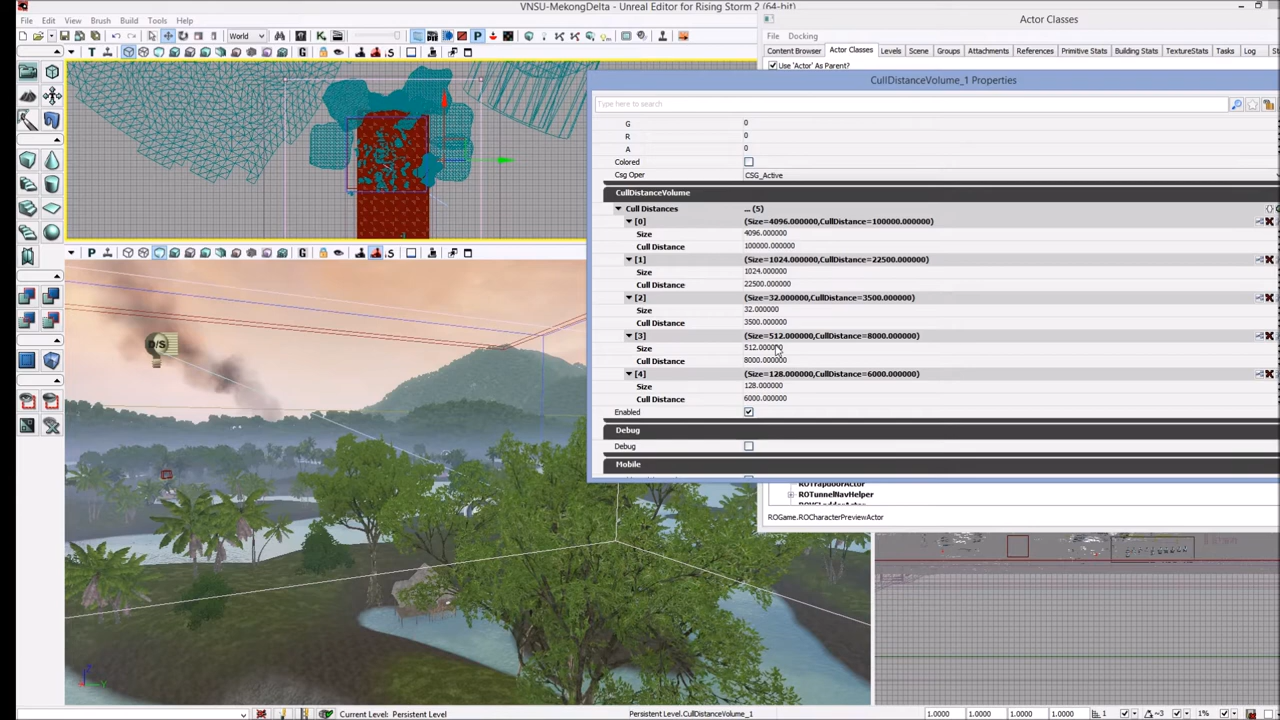 VNSU-MekongDelta - Unreal Editor for Rising Storm 2 (64-bit)
File Edit View Brush Build Tools Help
World
Actor Classes
File Docking
Content Browser Actor Classes Levels Scene Groups Attachments References Primitive Stats Building Stats TextureStats Tasks Log
Use 'Actor' As Parent?
CullDistanceVolume_1 Properties
Type here to search
G 0
R 0
A 0
Colored
Csg Oper CSG_Active
CullDistanceVolume
Cull Distances ... (5)
[0] (Size=4096.000000,CullDistance=100000.000000)
Size 4096.000000
Cull Distance 100000.000000
[1] (Size=1024.000000,CullDistance=22500.000000)
Size 1024.000000
Cull Distance 22500.000000
[2] (Size=32.000000,CullDistance=3500.000000)
Size 32.000000
Cull Distance 3500.000000
[3] (Size=512.000000,CullDistance=8000.000000)
Size 512.000000
Cull Distance 8000.000000
[4] (Size=128.000000,CullDistance=6000.000000)
Size 128.000000
Cull Distance 6000.000000
Enabled
Debug
Debug
Mobile
ROTunnelNavHelper
ROGame.ROCharacterPreviewActor
D/S
Current Level: Persistent Level
Persistent Level.CullDistanceVolume_1
1.0000 1.0000 1.0000 1.0000 1 ~3 1%